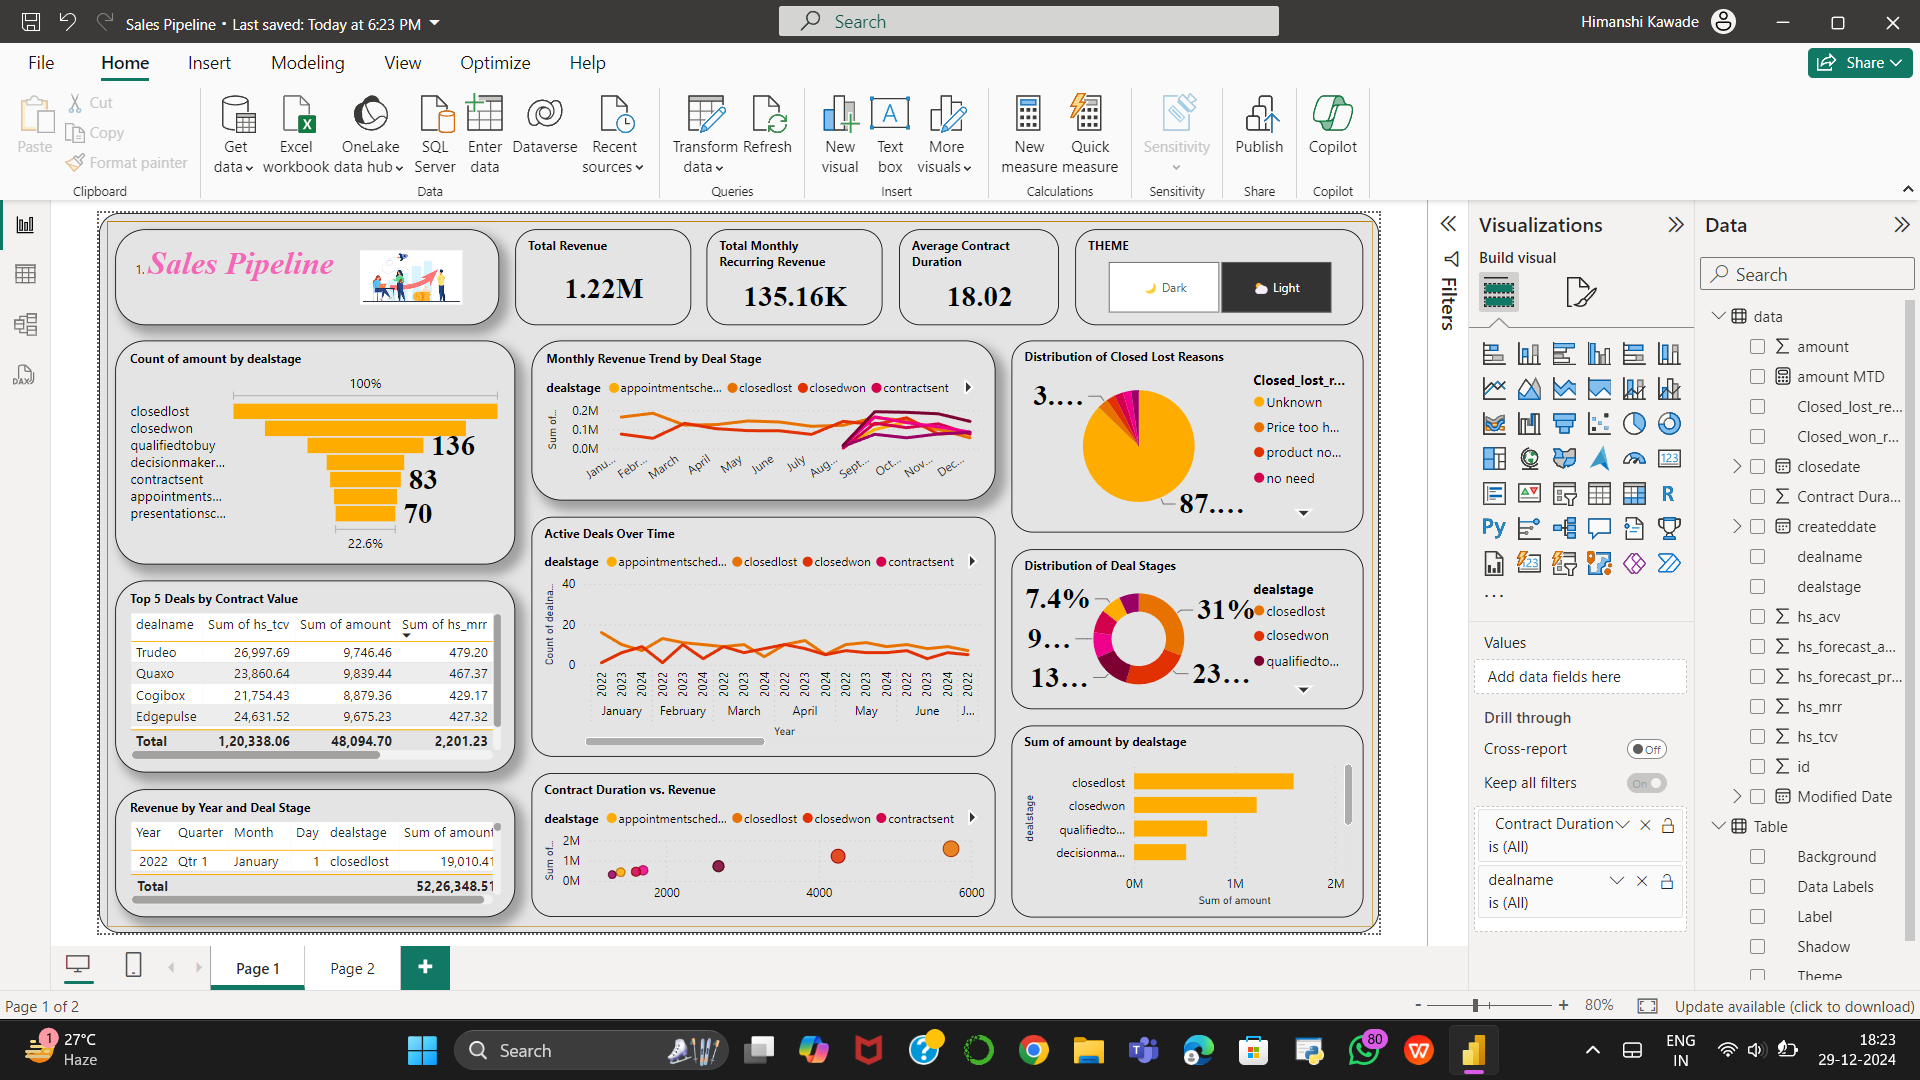 Sales Pipeline • Last saved: Today at 6:23 PM
Search
Himanshi Kawade
File Home Insert Modeling View Optimize Help
Share
Paste
Cut
Copy
Format painter
Clipboard
Get data
Excel workbook
OneLake data hub
SQL Server
Enter data
Dataverse
Recent sources
Data
Transform data
Refresh
Queries
New visual
Text box
More visuals
Insert
New measure
Quick measure
Calculations
Sensitivity
Sensitivity
Publish
Share
Copilot
Copilot
1. Sales Pipeline
Total Revenue
1.22M
Total Monthly
Recurring Revenue
135.16K
Average Contract
Duration
18.02
THEME
Dark
Light
Count of amount by dealstage
100%
closedlost
closedwon
qualifiedtobuy 136
decisionmaker...
contractsent 83
appointments...
presentationsc... 70
22.6%
Top 5 Deals by Contract Value
dealname Sum of hs_tcv Sum of amount Sum of hs_mrr
Trudeo 26,997.69 9,746.46 479.20
Quaxo 23,860.64 9,839.44 467.37
Cogibox 21,754.43 8,879.36 429.17
Edgepulse 24,631.52 9,675.23 427.32
Total 1,20,338.06 48,094.70 2,201.23
Revenue by Year and Deal Stage
Year Quarter Month Day dealstage Sum of amount
2022 Qtr 1 January 1 closedlost 19,010.41
Total 52,26,348.51
Monthly Revenue Trend by Deal Stage
dealstage appointmentsche... closedlost closedwon contractsent
Sum of...
0.2M
0.1M
0.0M
Janu... Febr... March April May June July Aug... Sept... Oct... Nov... Dec...
Active Deals Over Time
dealstage appointmentsched... closedlost closedwon contractsent
Count of dealna...
40
20
0
2022 2023 2024 2022 2023 2024 2022 2023 2024 2022 2023 2024 2022 2023 2024 2022 2023 2024 2022
January February March April May June J...
Year
Contract Duration vs. Revenue
dealstage appointmentsched... closedlost closedwon contractsent
Sum of...
2M
1M
0M
2000 4000 6000
Distribution of Closed Lost Reasons
3....
87....
Closed_lost_r...
Unknown
Price too h...
product no...
no need
Distribution of Deal Stages
7.4%
9...
13...
31%
23...
dealstage
closedlost
closedwon
qualifiedto...
Sum of amount by dealstage
dealstage
closedlost
closedwon
qualifiedto...
decisionma...
0M 1M 2M
Sum of amount
Filters
Visualizations
Build visual
R
Py
123
123
...
Values
Add data fields here
Drill through
Cross-report Off
Keep all filters On
Contract Duration
is (All)
dealname
is (All)
Data
Search
data
amount
amount MTD
Closed_lost_re...
Closed_won_r...
closedate
Contract Dura...
createddate
dealname
dealstage
hs_acv
hs_forecast_a...
hs_forecast_pr...
hs_mrr
hs_tcv
id
Modified Date
Table
Background
Data Labels
Label
Shadow
Theme
Page 1
Page 2
+
Page 1 of 2
- + 80%
Update available (click to download)
1
27°C
Haze
Search
80
ENG
IN
18:23
29-12-2024